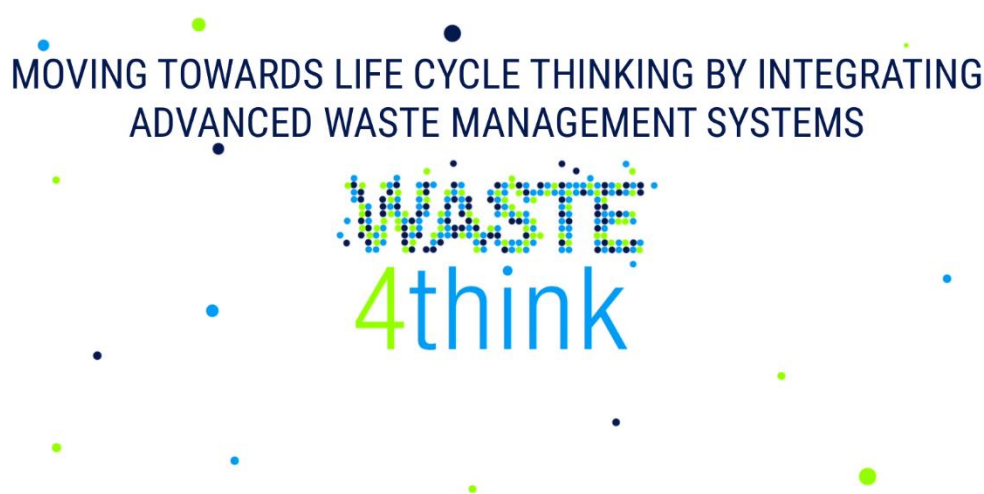 MOVING TOWARDS LIFE CYCLE THINKING BY INTEGRATING
ADVANCED WASTE MANAGEMENT SYSTEMS
WASTE
4think